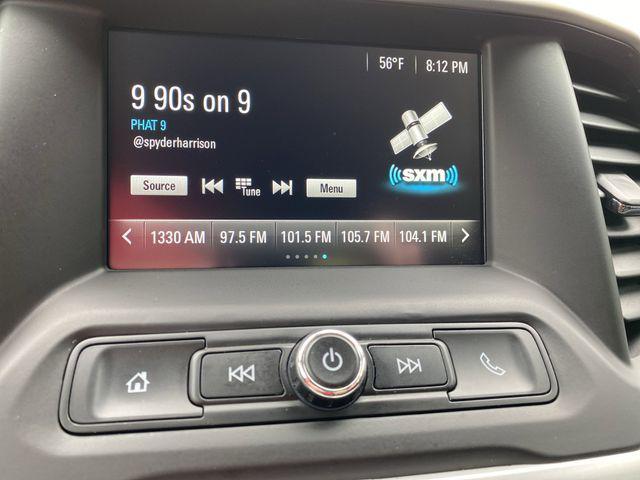 56°F 8:12 PM
9 90s on 9
PHAT 9
@spyderharrison
sxm
Source Tune Menu
1330 AM 97.5 FM 101.5 FM 105.7 FM 104.1 FM